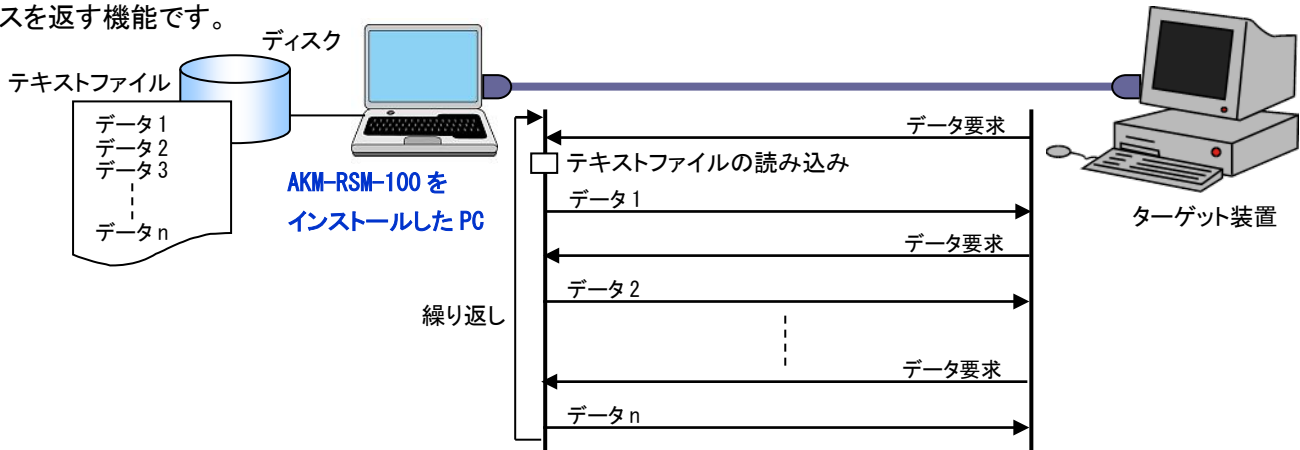 スを返す機能です。
ディスク
テキストファイル
データ1
データ2
データ3
データn
AKM-RSM-100 を
インストールした PC
データ要求
テキストファイルの読み込み
データ1
データ要求
データ2
繰り返し
データ要求
データn
ターゲット装置